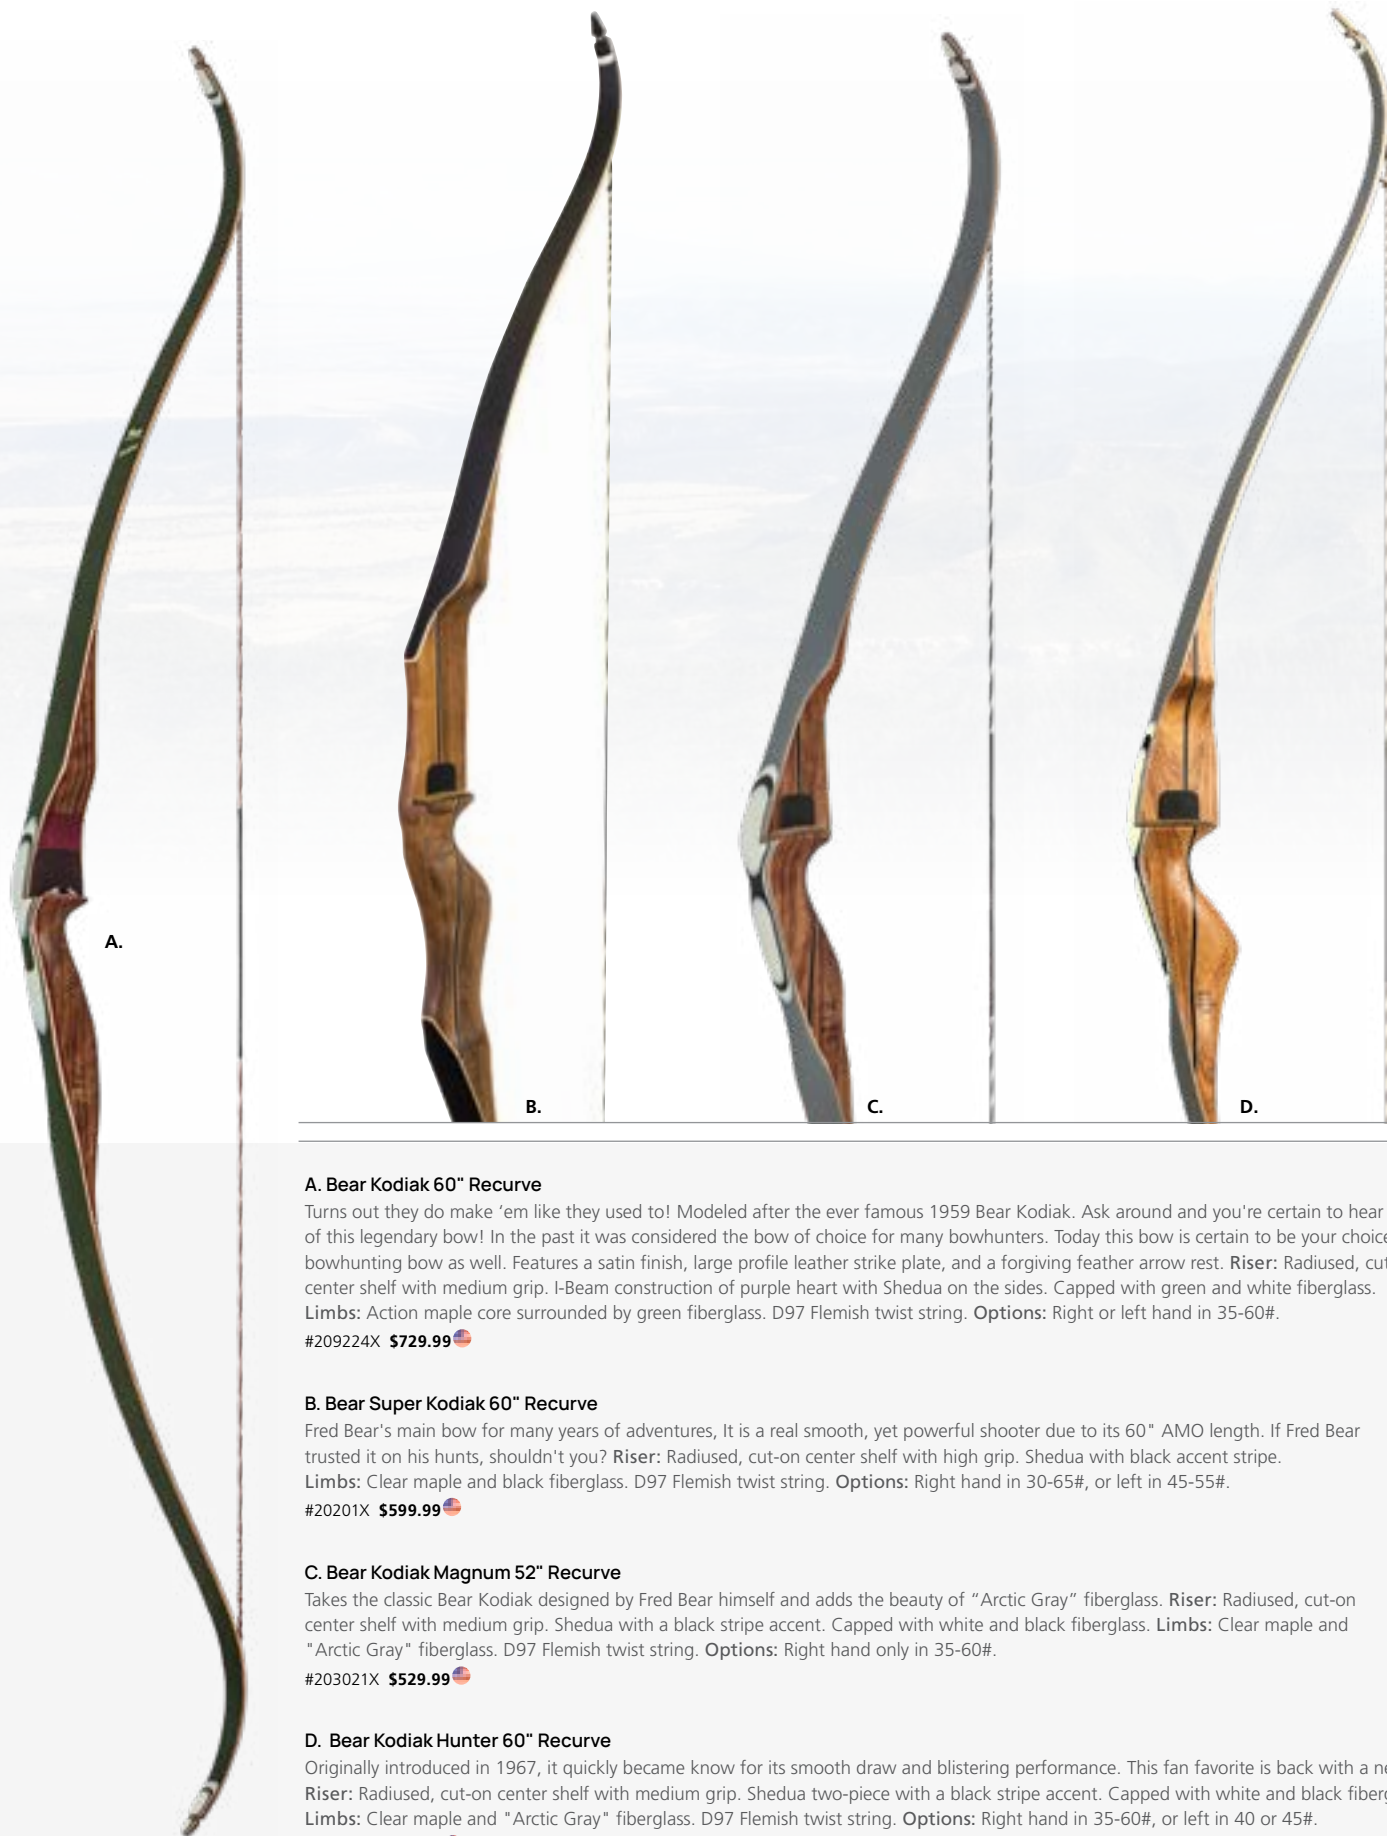 A.
B.
C.
D.
A. Bear Kodiak 60" Recurve
Turns out they do make ‘em like they used to! Modeled after the ever famous 1959 Bear Kodiak. Ask around and you're certain to hear
of this legendary bow! In the past it was considered the bow of choice for many bowhunters. Today this bow is certain to be your choice
bowhunting bow as well. Features a satin finish, large profile leather strike plate, and a forgiving feather arrow rest. Riser: Radiused, cut
center shelf with medium grip. I-Beam construction of purple heart with Shedua on the sides. Capped with green and white fiberglass.
Limbs: Action maple core surrounded by green fiberglass. D97 Flemish twist string. Options: Right or left hand in 35-60#.
#209224X $729.99
B. Bear Super Kodiak 60" Recurve
Fred Bear's main bow for many years of adventures, It is a real smooth, yet powerful shooter due to its 60" AMO length. If Fred Bear
trusted it on his hunts, shouldn't you? Riser: Radiused, cut-on center shelf with high grip. Shedua with black accent stripe.
Limbs: Clear maple and black fiberglass. D97 Flemish twist string. Options: Right hand in 30-65#, or left in 45-55#.
#20201X $599.99
C. Bear Kodiak Magnum 52" Recurve
Takes the classic Bear Kodiak designed by Fred Bear himself and adds the beauty of “Arctic Gray” fiberglass. Riser: Radiused, cut-on
center shelf with medium grip. Shedua with a black stripe accent. Capped with white and black fiberglass. Limbs: Clear maple and
"Arctic Gray" fiberglass. D97 Flemish twist string. Options: Right hand only in 35-60#.
#203021X $529.99
D. Bear Kodiak Hunter 60" Recurve
Originally introduced in 1967, it quickly became know for its smooth draw and blistering performance. This fan favorite is back with a
Riser: Radiused, cut-on center shelf with medium grip. Shedua two-piece with a black stripe accent. Capped with white and black
Limbs: Clear maple and "Arctic Gray" fiberglass. D97 Flemish twist string. Options: Right hand in 35-60#, or left in 40 or 45#.